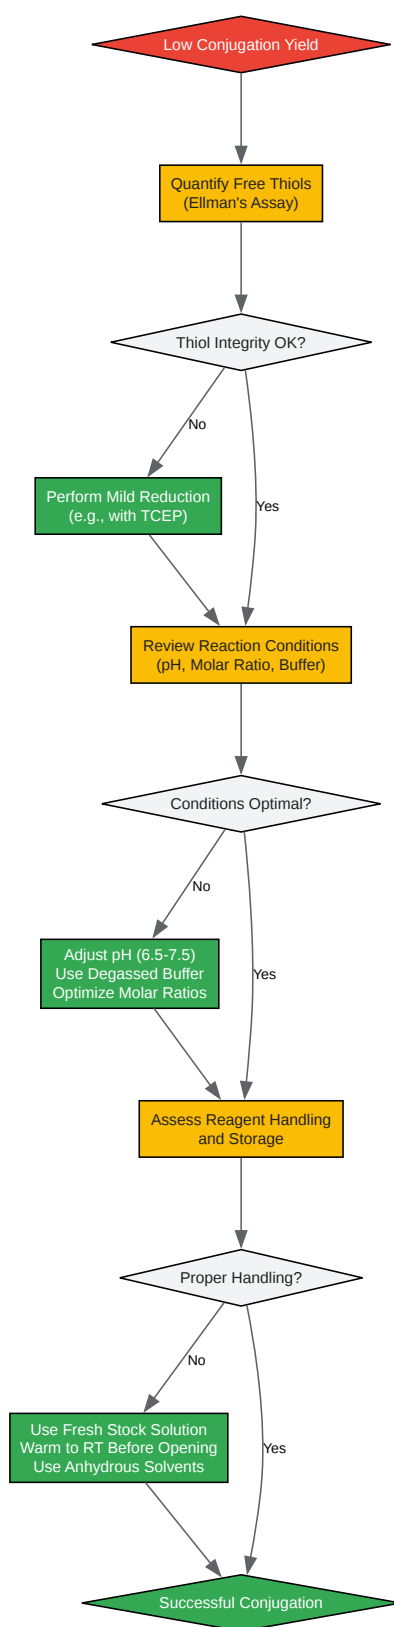 Low Conjugation Yield
Quantify Free Thiols
(Ellman's Assay)
Thiol Integrity OK?
No
Perform Mild Reduction
(e.g., with TCEP)
Yes
Review Reaction Conditions
(pH, Molar Ratio, Buffer)
Conditions Optimal?
No
Adjust pH (6.5-7.5)
Use Degassed Buffer
Optimize Molar Ratios
Yes
Assess Reagent Handling
and Storage
Proper Handling?
No
Use Fresh Stock Solution
Warm to RT Before Opening
Use Anhydrous Solvents
Yes
Successful Conjugation